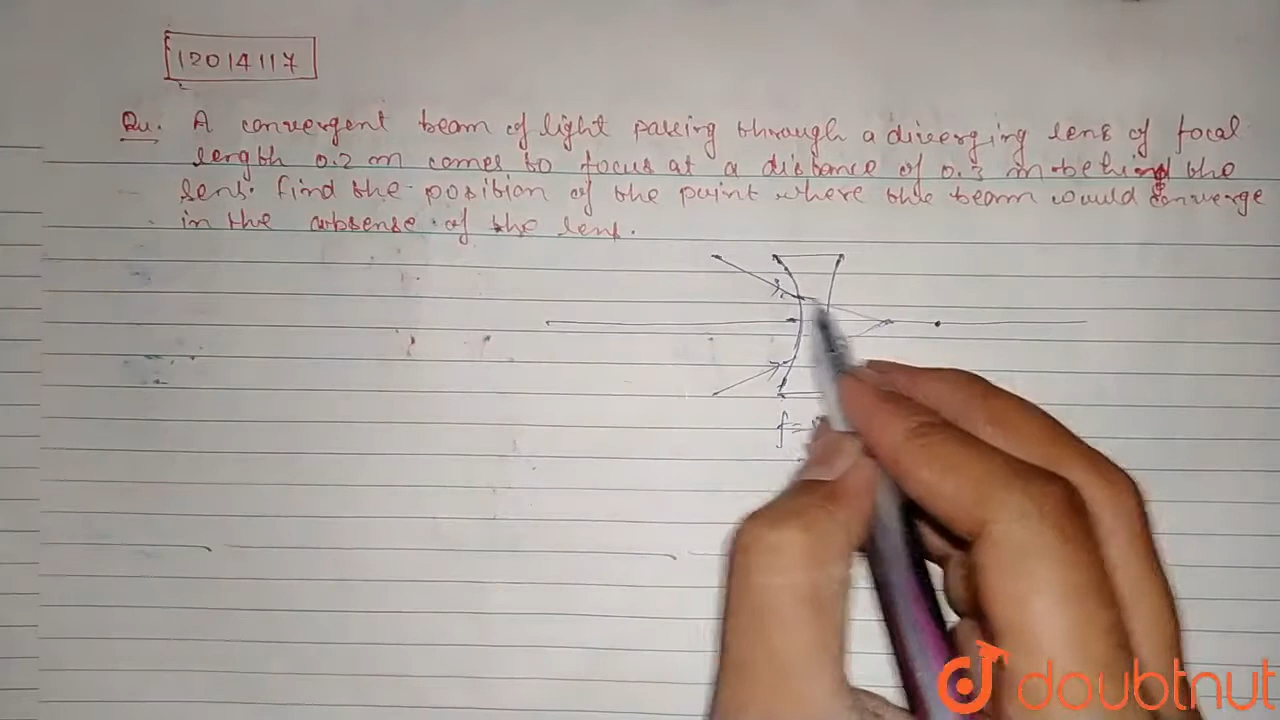 12014117
Qu. A convergent beam of light passing through a diverging lens of focal
length 0.2 m comes to focus at a distance of 0.3 m behind the
lens. find the position of the point where the beam would converge
in the absense of the lens.
f=
doubtnut